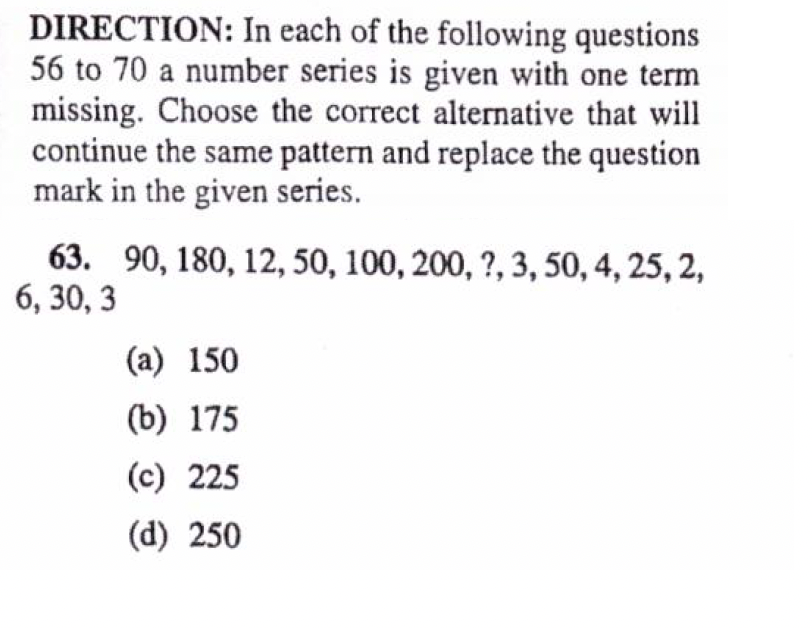 DIRECTION: In each of the following questions
56 to 70 a number series is given with one term
missing. Choose the correct alternative that will
continue the same pattern and replace the question
mark in the given series.
63. 90, 180, 12, 50, 100, 200, ?, 3, 50, 4, 25, 2,
6, 30, 3
(a) 150
(b) 175
(c) 225
(d) 250